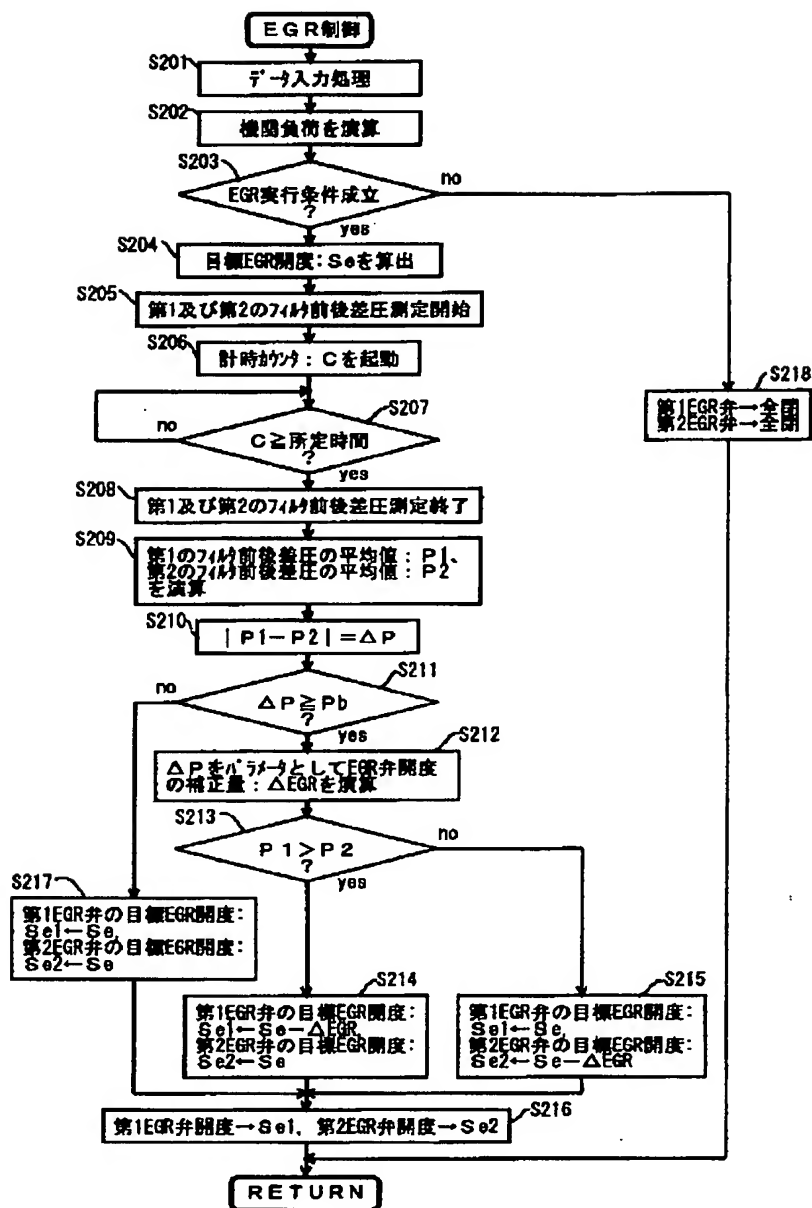 EGR制御
S201
データ入力処理
S202
機関負荷を演算
S203
EGR実行条件成立
?
no
yes
S204
目標EGR開度：Seを算出
S205
第1及び第2のフィルタ前後差圧測定開始
S206
計時カウンタ：Cを起動
S207
no
C≧所定時間
?
yes
S218
第1EGR弁→全閉
第2EGR弁→全閉
S208
第1及び第2のフィルタ前後差圧測定終了
S209
第1のフィルタ前後差圧の平均値：P1、
第2のフィルタ前後差圧の平均値：P2
を演算
S210
|P1−P2|＝△P
S211
no
△P≧Pb
?
yes
S212
△PをパラメータとしてEGR弁開度
の補正量：△EGRを演算
S213
P1＞P2
?
no
yes
S217
第1EGR弁の目標EGR開度：
Se1←Se,
第2EGR弁の目標EGR開度：
Se2←Se
S214
第1EGR弁の目標EGR開度：
Se1←Se−△EGR,
第2EGR弁の目標EGR開度：
Se2←Se
S215
第1EGR弁の目標EGR開度：
Se1←Se,
第2EGR弁の目標EGR開度：
Se2←Se−△EGR
S216
第1EGR弁開度→Se1, 第2EGR弁開度→Se2
RETURN